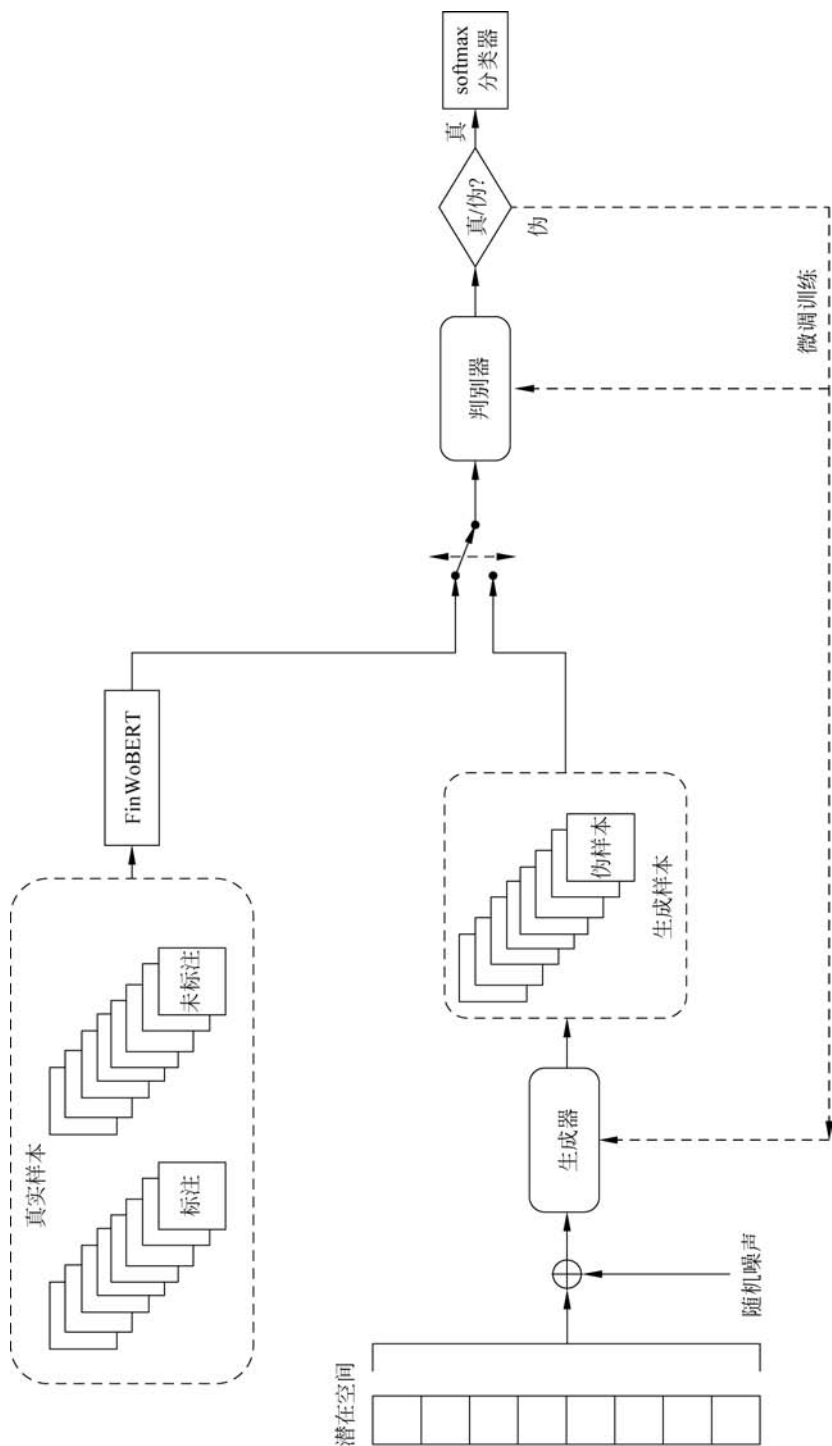 真实样本
标注
未标注
FinWoBERT
潜在空间
随机噪声
生成器
伪样本
生成样本
判别器
真/伪?
真
伪
softmax
分类器
微调训练